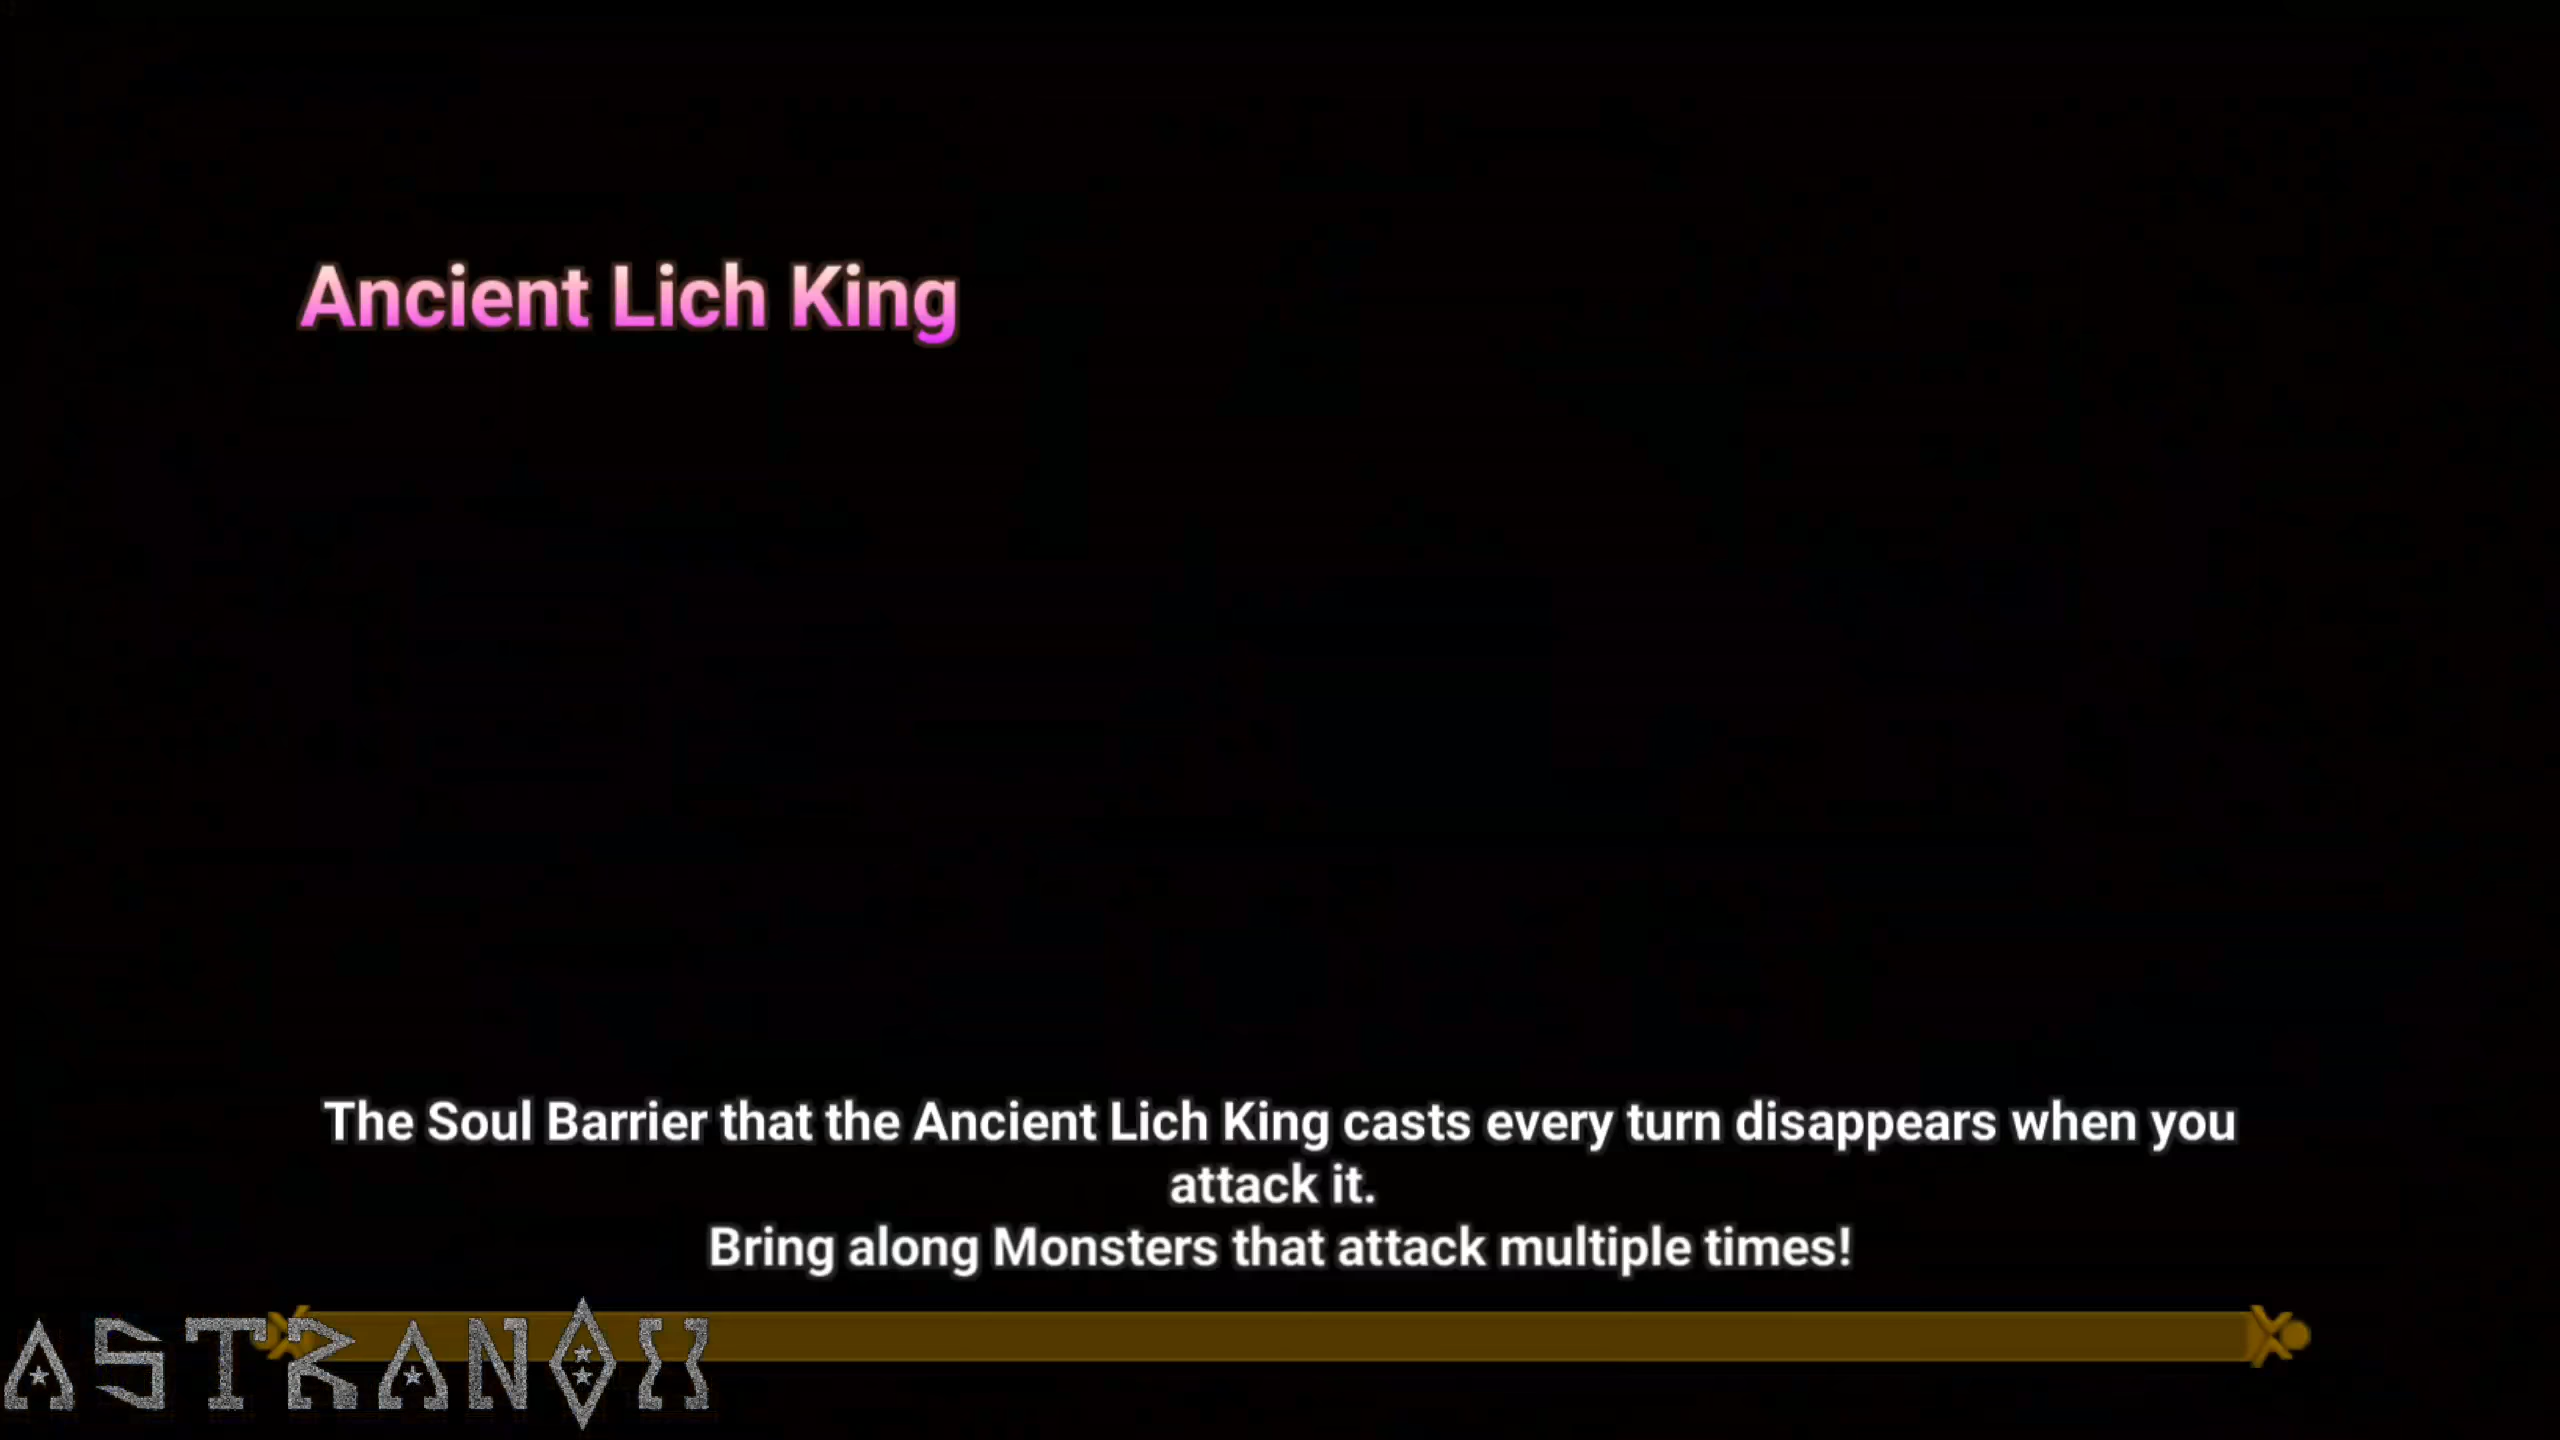 Ancient Lich King
The Soul Barrier that the Ancient Lich King casts every turn disappears when you
attack it.
Bring along Monsters that attack multiple times!
ASTRANOX